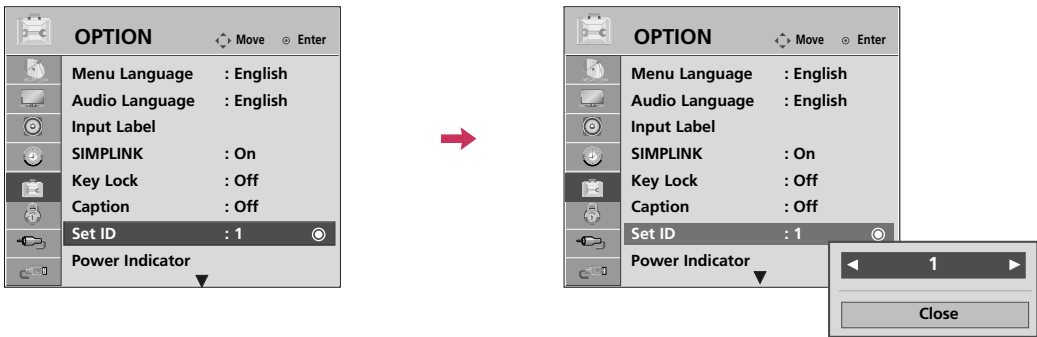 OPTION Move Enter
Menu Language : English
Audio Language : English
Input Label
SIMPLINK : On
Key Lock : Off
Caption : Off
Set ID : 1
Power Indicator
OPTION Move Enter
Menu Language : English
Audio Language : English
Input Label
SIMPLINK : On
Key Lock : Off
Caption : Off
Set ID : 1
Power Indicator
1
Close